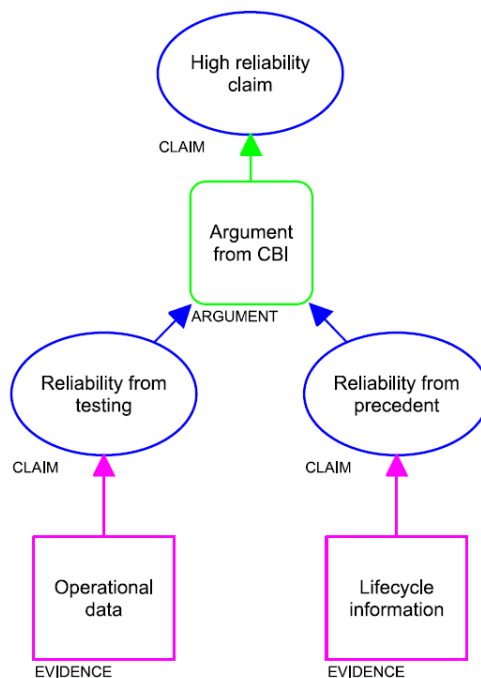 High reliability
claim
CLAIM
Argument
from CBI
ARGUMENT
Reliability from
testing
CLAIM
Reliability from
precedent
CLAIM
Operational
data
EVIDENCE
Lifecycle
information
EVIDENCE